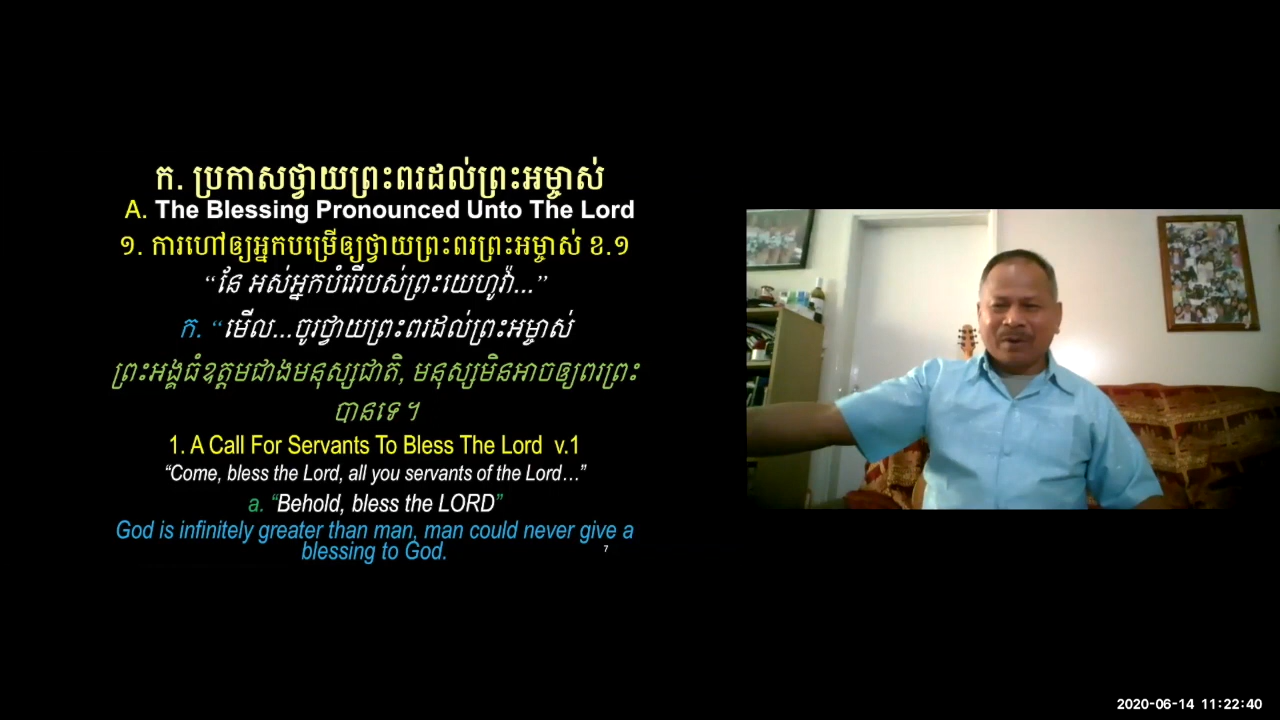 ក. ប្រកាសថ្វាយព្រះពរដល់ព្រះអម្ចាស់
A. The Blessing Pronounced Unto The Lord
១. ការហៅឲ្យអ្នកបម្រើឲ្យថ្វាយព្រះពរព្រះអម្ចាស់ ខ.១
“នែ អស់អ្នកបំរើរបស់ព្រះយេហូវ៉ា...”
ក. “មើល...ចូរថ្វាយព្រះពរដល់ព្រះអម្ចាស់
ព្រះអង្គធំឧត្តមជាងមនុស្សជាតិ, មនុស្សមិនអាចឲ្យពរព្រះ
បានទេ ។
1. A Call For Servants To Bless The Lord v.1
“Come, bless the Lord, all you servants of the Lord…”
a. “Behold, bless the LORD”
God is infinitely greater than man, man could never give a
blessing to God.
7
2020-06-14 11:22:40